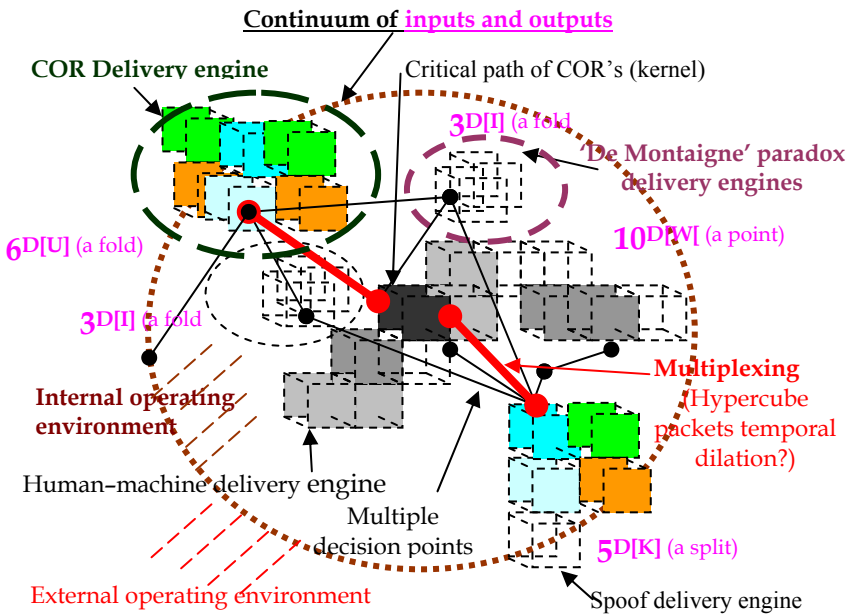 Continuum of inputs and outputs
COR Delivery engine
Critical path of COR's (kernel)
3D[I] (a fold
'De Montaigne' paradox
delivery engines
6D[U] (a fold)
10D[W[ (a point)
3D[I] (a fold
Internal operating
environment
Multiplexing
(Hypercube
packets temporal
dilation?)
Human–machine delivery engine
Multiple
decision points
5D[K] (a split)
External operating environment
Spoof delivery engine